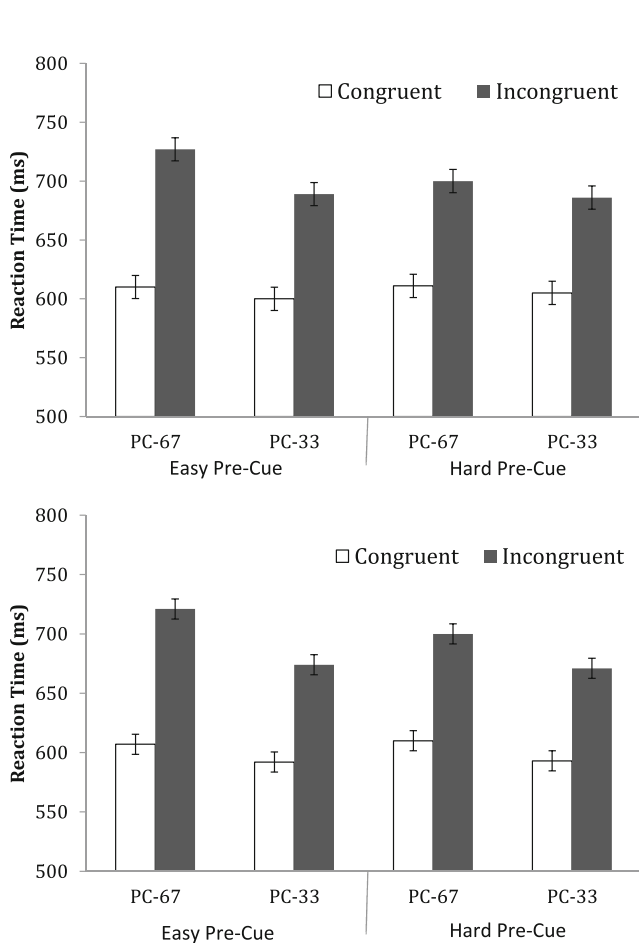 800
Congruent Incongruent
750
700
650
600
550
500
Reaction Time (ms)
PC-67 PC-33 PC-67 PC-33
Easy Pre-Cue Hard Pre-Cue
800
Congruent Incongruent
750
700
650
600
550
500
Reaction Time (ms)
PC-67 PC-33 PC-67 PC-33
Easy Pre-Cue Hard Pre-Cue